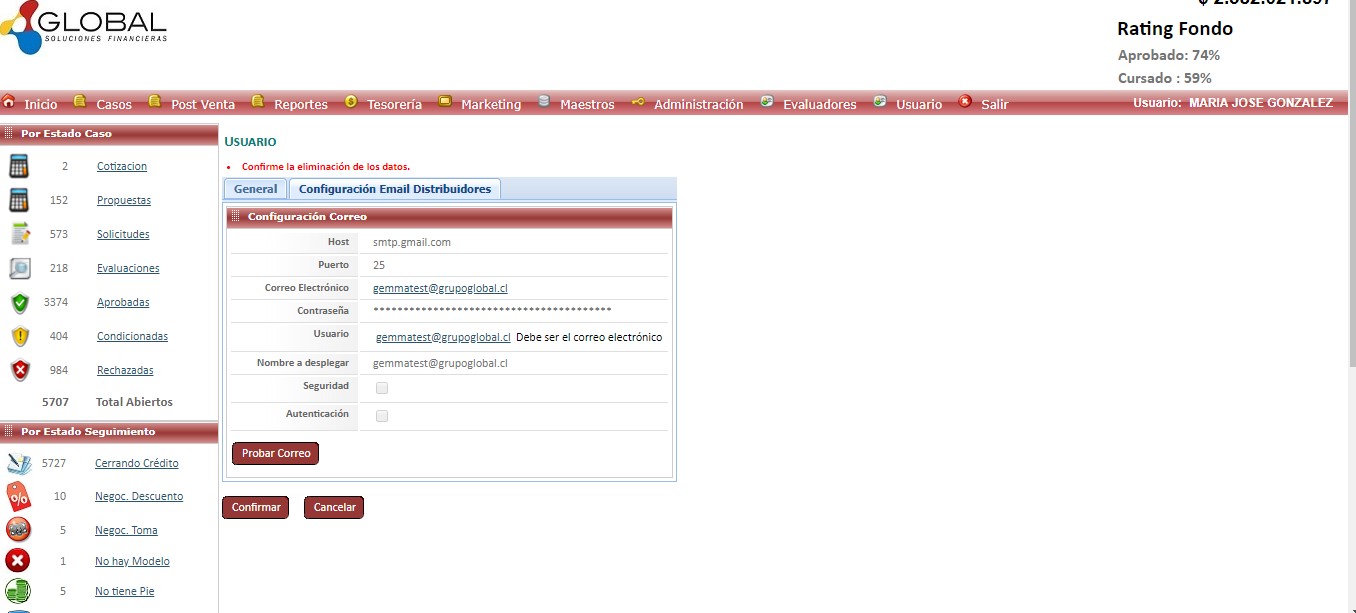 GLOBAL
SOLUCIONES FINANCIERAS
Rating Fondo
Aprobado: 74%
Cursado : 59%
Inicio Casos Post Venta Reportes Tesorería Marketing Maestros Administración Evaluadores Usuario Salir Usuario: MARIA JOSE GONZALEZ
Por Estado Caso
2 Cotizacion
152 Propuestas
573 Solicitudes
218 Evaluaciones
3374 Aprobadas
404 Condicionadas
984 Rechazadas
5707 Total Abiertos
Por Estado Seguimiento
5727 Cerrando Crédito
10 Negoc. Descuento
5 Negoc. Toma
1 No hay Modelo
5 No tiene Pie
USUARIO
• Confirme la eliminación de los datos.
General Configuración Email Distribuidores
Configuración Correo
Host smtp.gmail.com
Puerto 25
Correo Electrónico gemmatest@grupoglobal.cl
Contraseña ****************************************
Usuario gemmatest@grupoglobal.cl Debe ser el correo electrónico
Nombre a desplegar gemmatest@grupoglobal.cl
Seguridad
Autenticación
Probar Correo
Confirmar Cancelar